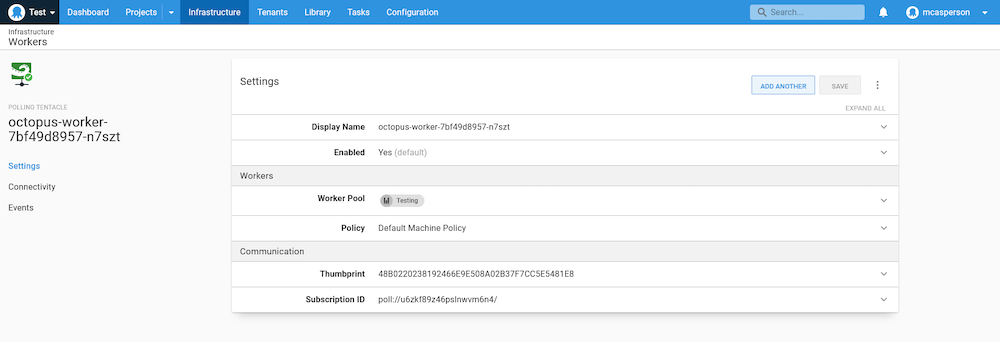 Test Dashboard Projects Infrastructure Tenants Library Tasks Configuration Search... mcasperson
Infrastructure
Workers
POLLING TENTACLE
octopus-worker-
7bf49d8957-n7szt
Settings
Connectivity
Events
Settings
ADD ANOTHER SAVE
EXPAND ALL
Display Name octopus-worker-7bf49d8957-n7szt
Enabled Yes (default)
Workers
Worker Pool Testing
Policy Default Machine Policy
Communication
Thumbprint 48B0220238192466E9E508A02B37F7CC5E5481E8
Subscription ID poll://u6zkf89z46pslnwvm6n4/